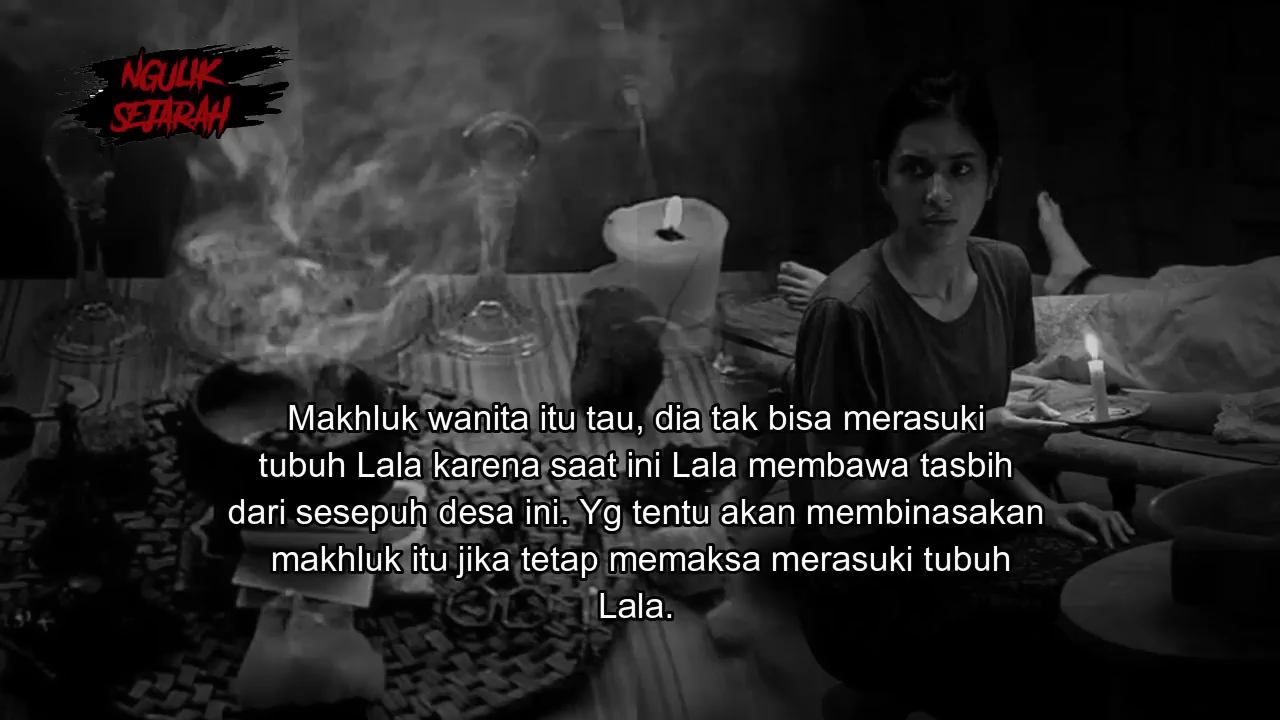 NGULIK
SEJARAH
Makhluk wanita itu tau, dia tak bisa merasuki
tubuh Lala karena saat ini Lala membawa tasbih
dari sesepuh desa ini. Yg tentu akan membinasakan
makhluk itu jika tetap memaksa merasuki tubuh
Lala.